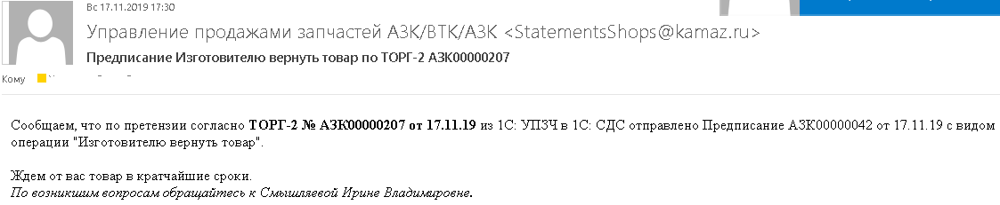 Вс 17.11.2019 17:30
Управление продажами запчастей АЗК/ВТК/АЗК <StatementsShops@kamaz.ru>
Предписание Изготовителю вернуть товар по ТОРГ-2 АЗК00000207
Кому
Сообщаем, что по претензии согласно ТОРГ-2 № АЗК00000207 от 17.11.19 из 1С: УПЗЧ в 1С: СДС отправлено Предписание АЗК00000042 от 17.11.19 с видом
операции "Изготовителю вернуть товар".
Ждем от вас товар в кратчайшие сроки.
По возникшим вопросам обращайтесь к Смышляевой Ирине Владимировне.